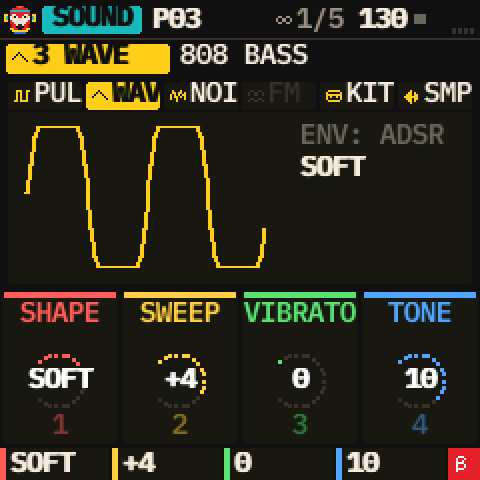 SOUND P03 ∞1/5 130
3 WAVE 808 BASS
PUL WAV NOI FM KIT SMP
ENV: ADSR
SOFT
SHAPE SWEEP VIBRATO TONE
SOFT +4 0 10
1 2 3 4
SOFT +4 0 10 β